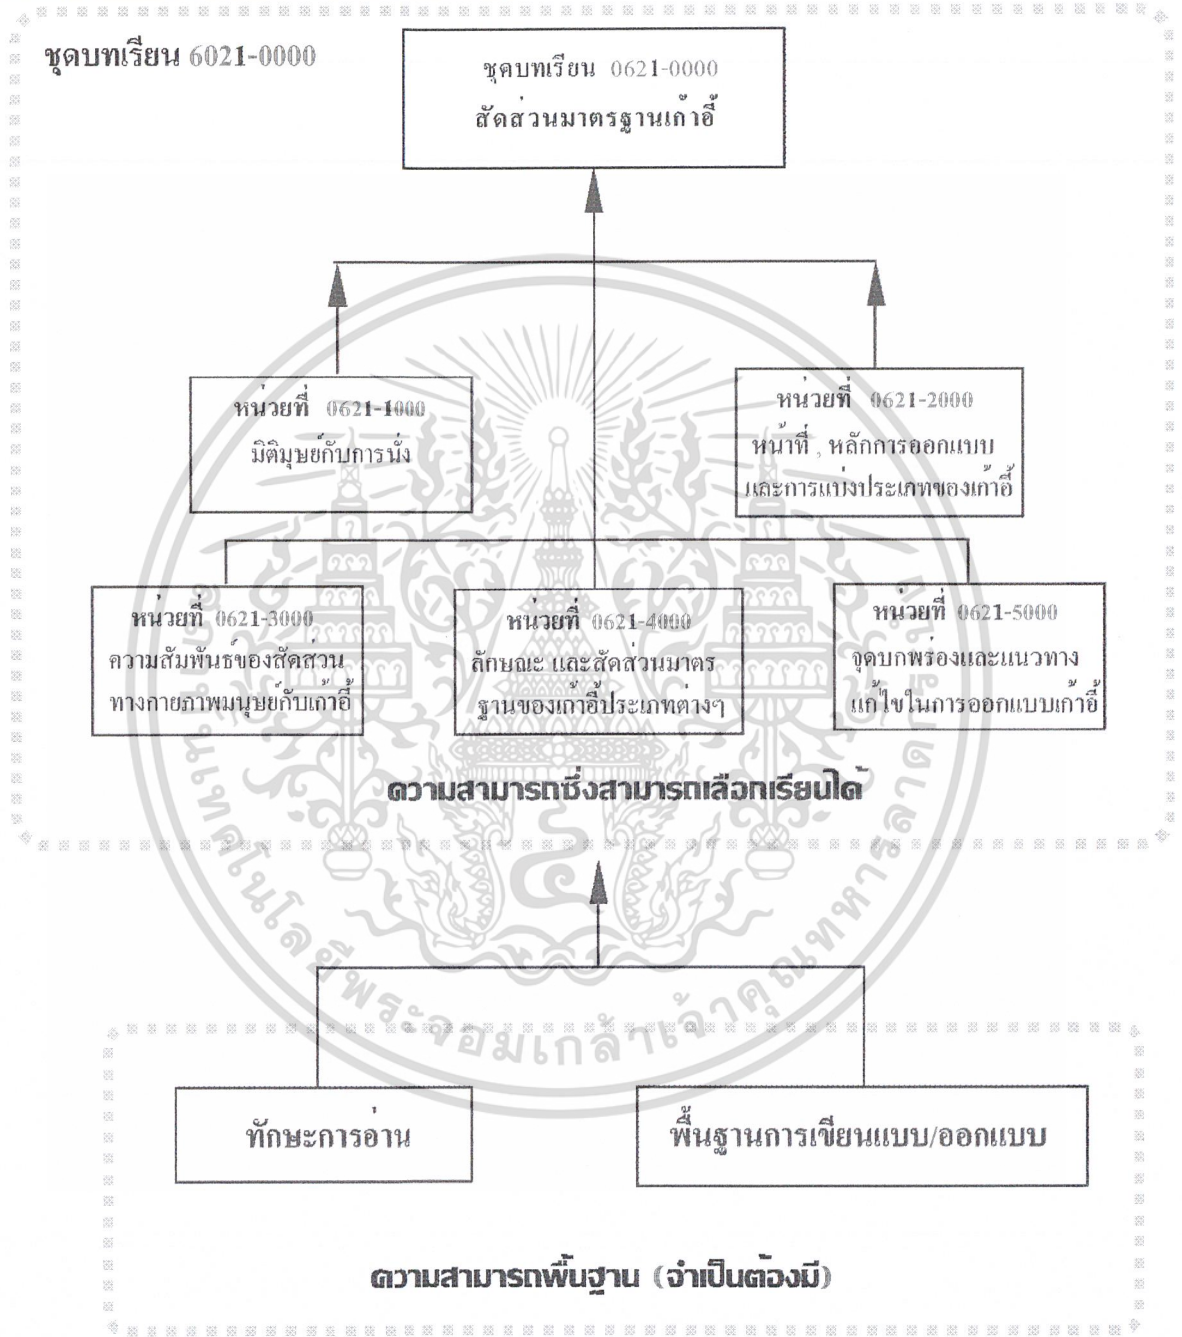 ชุดบทเรียน 6021-0000
ชุดบทเรียน 0621-0000
สัดส่วนมาตรฐานเก้าอี้
หน่วยที่ 0621-1000
มิติมุษย์กับการนั่ง
หน่วยที่ 0621-2000
หน้าที่ , หลักการออกแบบ
และการแบ่งประเภทของเก้าอี้
หน่วยที่ 0621-3000
ความสัมพันธ์ของสัดส่วน
ทางกายภาพมนุษย์กับเก้าอี้
หน่วยที่ 0621-4000
ลักษณะ และสัดส่วนมาตร
ฐานของเก้าอี้ประเภทต่างๆ
หน่วยที่ 0621-5000
จุดบกพร่องและแนวทาง
แก้ไขในการออกแบบเก้าอี้
ความสามารถซึ่งสามารถเลือกเรียนได้
ทักษะการอ่าน
พื้นฐานการเขียนแบบ/ออกแบบ
ความสามารถพื้นฐาน (จำเป็นต้องมี)